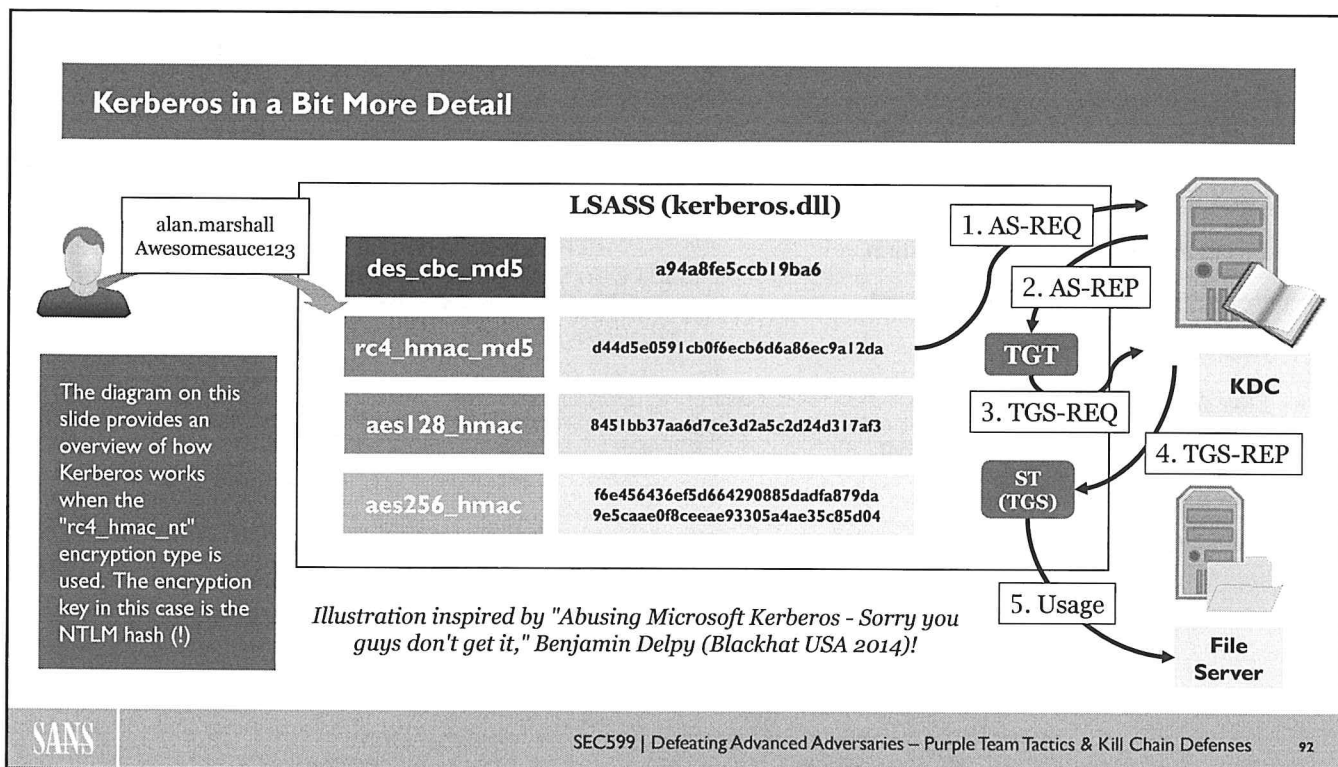 Kerberos in a Bit More Detail
alan.marshall
Awesomesauce123
LSASS (kerberos.dll)
des_cbc_md5
a94a8fe5ccb19ba6
rc4_hmac_md5
d44d5e0591cb0f6ecb6d6a86ec9a12da
aes128_hmac
8451bb37aa6d7ce3d2a5c2d24d317af3
aes256_hmac
f6e456436ef5d664290885dadfa879da
9e5caae0f8ceeae93305a4ae35c85d04
1. AS-REQ
2. AS-REP
TGT
3. TGS-REQ
KDC
4. TGS-REP
ST
(TGS)
5. Usage
File
Server
The diagram on this
slide provides an
overview of how
Kerberos works
when the
"rc4_hmac_nt"
encryption type is
used. The encryption
key in this case is the
NTLM hash (!)
Illustration inspired by "Abusing Microsoft Kerberos - Sorry you
guys don't get it," Benjamin Delpy (Blackhat USA 2014)!
SANS
SEC599 | Defeating Advanced Adversaries – Purple Team Tactics & Kill Chain Defenses 92